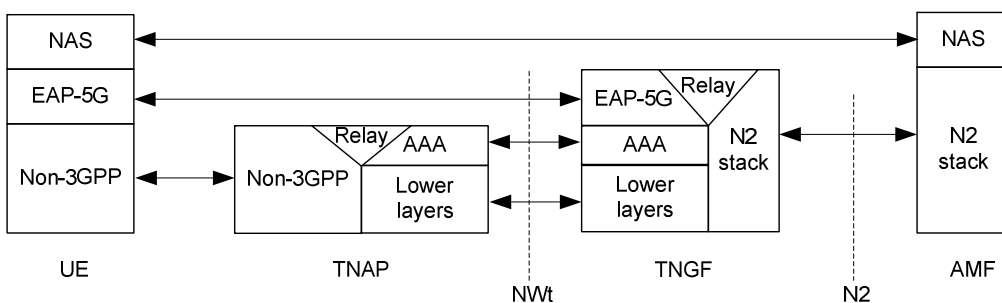 NAS
NAS
EAP-5G
EAP-5G
Relay
Relay
AAA
AAA
N2
stack
N2
stack
Non-3GPP
Non-3GPP
Lower
layers
Lower
layers
UE
TNAP
TNGF
AMF
NWt
N2